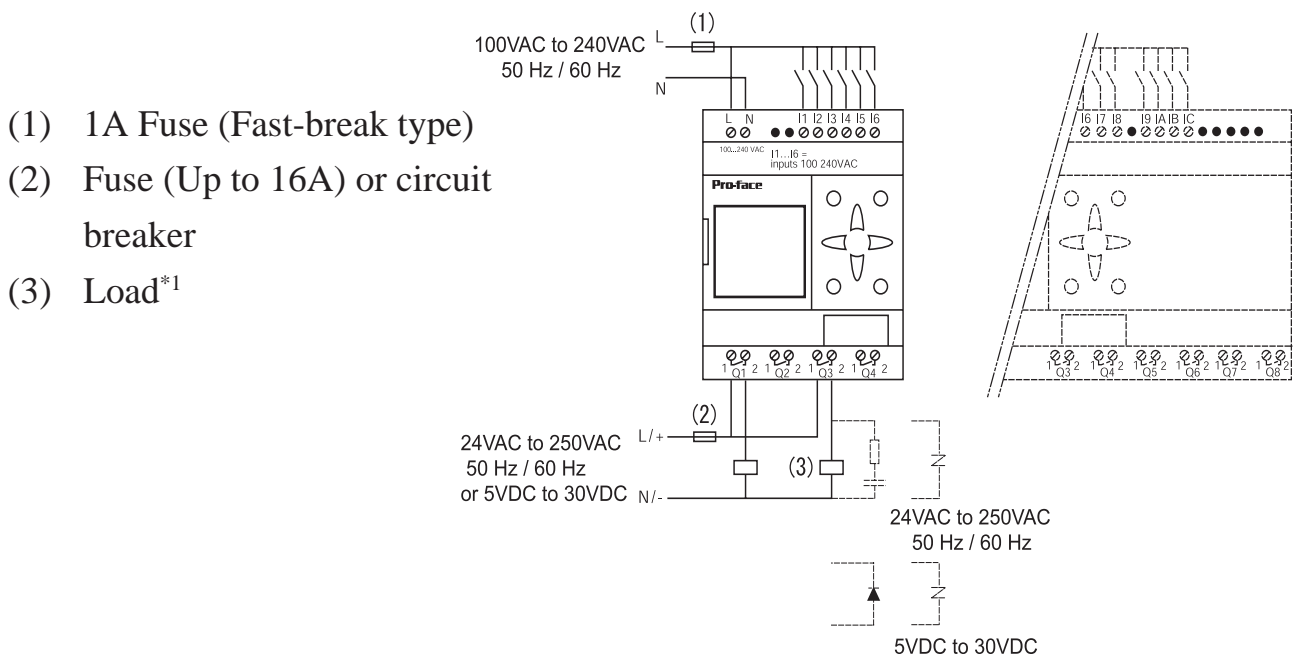 (1) 1A Fuse (Fast-break type)
(2) Fuse (Up to 16A) or circuit
breaker
(3) Load*1
(1)
100VAC to 240VAC L
50 Hz / 60 Hz
N
L N I1 I2 I3 I4 I5 I6
100...240 VAC
I1...I6 =
inputs 100 240VAC
Pro-face
1 Q1 2 1 Q2 2 1 Q3 2 1 Q4 2
I6 I7 I8 I9 IA IB IC
1 Q3 2 1 Q4 2 1 Q5 2 1 Q6 2 1 Q7 2 1 Q8 2
(2)
L/+
24VAC to 250VAC
50 Hz / 60 Hz
or 5VDC to 30VDC N/-
(3)
24VAC to 250VAC
50 Hz / 60 Hz
5VDC to 30VDC